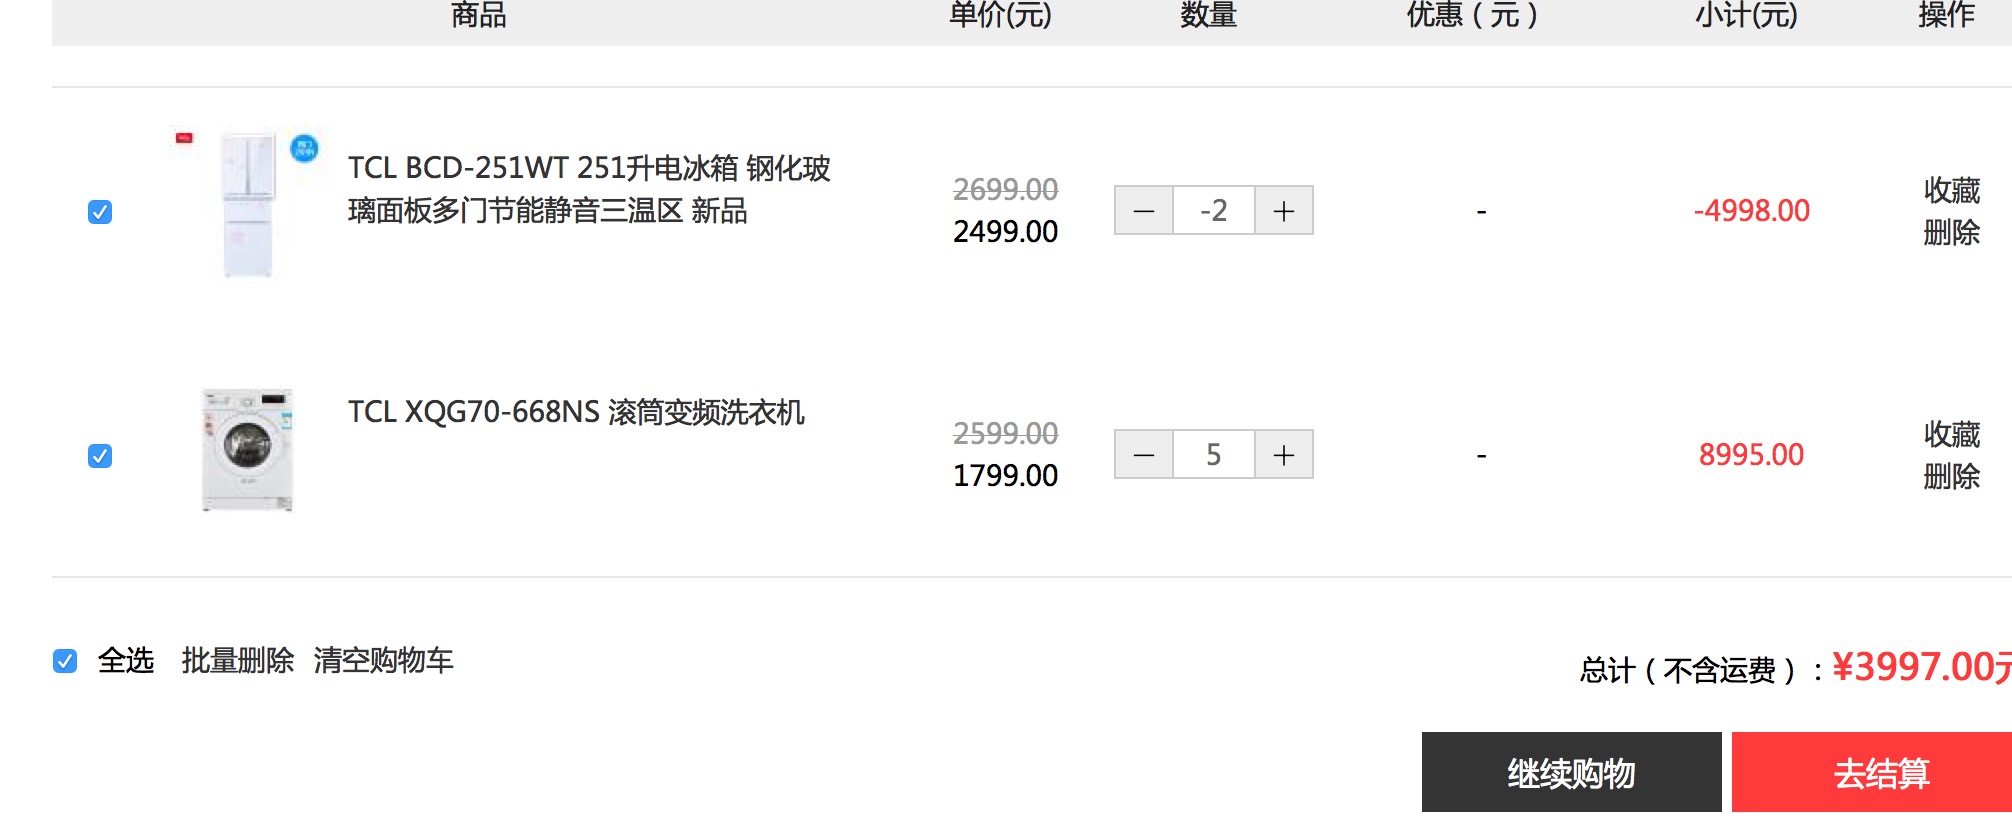 商品 单价(元) 数量 优惠（元） 小计(元) 操作
TCL BCD-251WT 251升电冰箱 钢化玻
璃面板多门节能静音三温区 新品
2699.00
2499.00
— -2 +
-
-4998.00
收藏
删除
TCL XQG70-668NS 滚筒变频洗衣机
2599.00
1799.00
— 5 +
-
8995.00
收藏
删除
全选 批量删除 清空购物车
总计（不含运费）: ¥3997.00元
继续购物 去结算